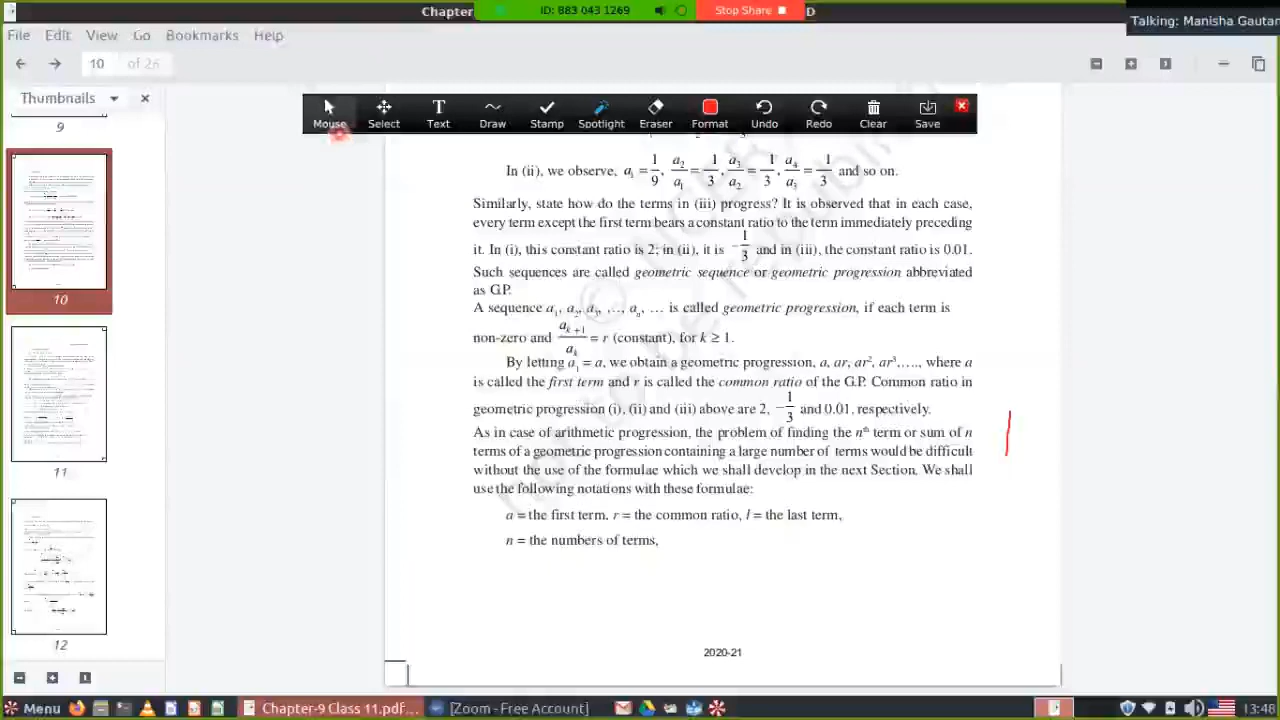 Chapter
ID: 883 043 1269
Stop Share
D
Talking: Manisha Gautam
File Edit View Go Bookmarks Help
10 of 26
Thumbnails
9
10
11
12
Mouse Select Text Draw Stamp Spotlight Eraser Format Undo Redo Clear Save
In (ii), we observe, a₁ = 1/9, a₂/a₁ = 1/3, a₃/a₂ = 1/3, a₄/a₃ = 1/3 and so on.
Similarly, state how do the terms in (iii) progress? It is observed that in each case,
every term except the first term bears a constant ratio to the term immediately preceding
In (i), this constant ratio is 2; in (ii), it is −1/3 and in (iii), the constant ratio is 0.01.
Such sequences are called geometric sequence or geometric progression abbreviated
as G.P.
A sequence a₁, a₂, a₃, …, aₙ, … is called geometric progression, if each term is
non-zero and aₖ₊₁/aₖ = r (constant), for k ≥ 1.
By letting a₁ = a, we obtain a geometric progression, a, ar, ar², ar³,…., where a
called the first term and r is called the common ratio of the G.P. Common ratio in
geometric progression (i), (ii) and (iii) above are 2, −1/3 and 0.01, respectively.
As in case of arithmetic progression, the problem of finding the nᵗʰ term or sum of n
terms of a geometric progression containing a large number of terms would be difficult
without the use of the formulae which we shall develop in the next Section. We shall
use the following notations with these formulae:
a = the first term, r = the common ratio, l = the last term,
n = the numbers of terms,
2020-21
Menu
Chapter-9 Class 11.pdf...
[Zoom - Free Account]
13:48